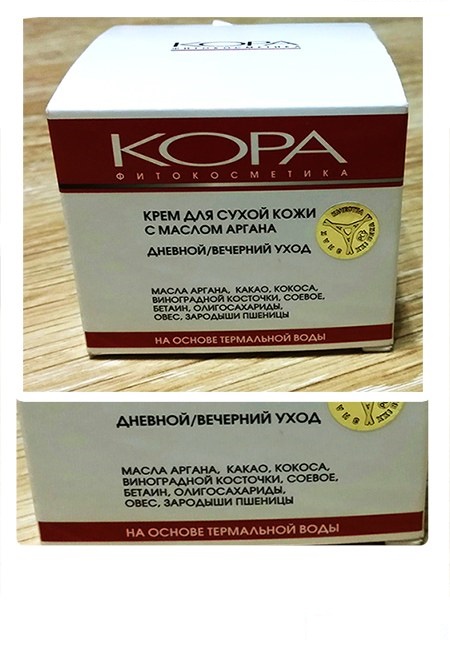 КОРА
ФИТОКОСМЕТИКА
КОРА
ФИТОКОСМЕТИКА
КРЕМ ДЛЯ СУХОЙ КОЖИ
С МАСЛОМ АРГАНА
ДНЕВНОЙ/ВЕЧЕРНИЙ УХОД
МАСЛА АРГАНА, КАКАО, КОКОСА,
ВИНОГРАДНОЙ КОСТОЧКИ, СОЕВОЕ,
БЕТАИН, ОЛИГОСАХАРИДЫ,
ОВЕС, ЗАРОДЫШИ ПШЕНИЦЫ
НА ОСНОВЕ ТЕРМАЛЬНОЙ ВОДЫ
ДНЕВНОЙ/ВЕЧЕРНИЙ УХОД
МАСЛА АРГАНА, КАКАО, КОКОСА,
ВИНОГРАДНОЙ КОСТОЧКИ, СОЕВОЕ,
БЕТАИН, ОЛИГОСАХАРИДЫ,
ОВЕС, ЗАРОДЫШИ ПШЕНИЦЫ
НА ОСНОВЕ ТЕРМАЛЬНОЙ ВОДЫ